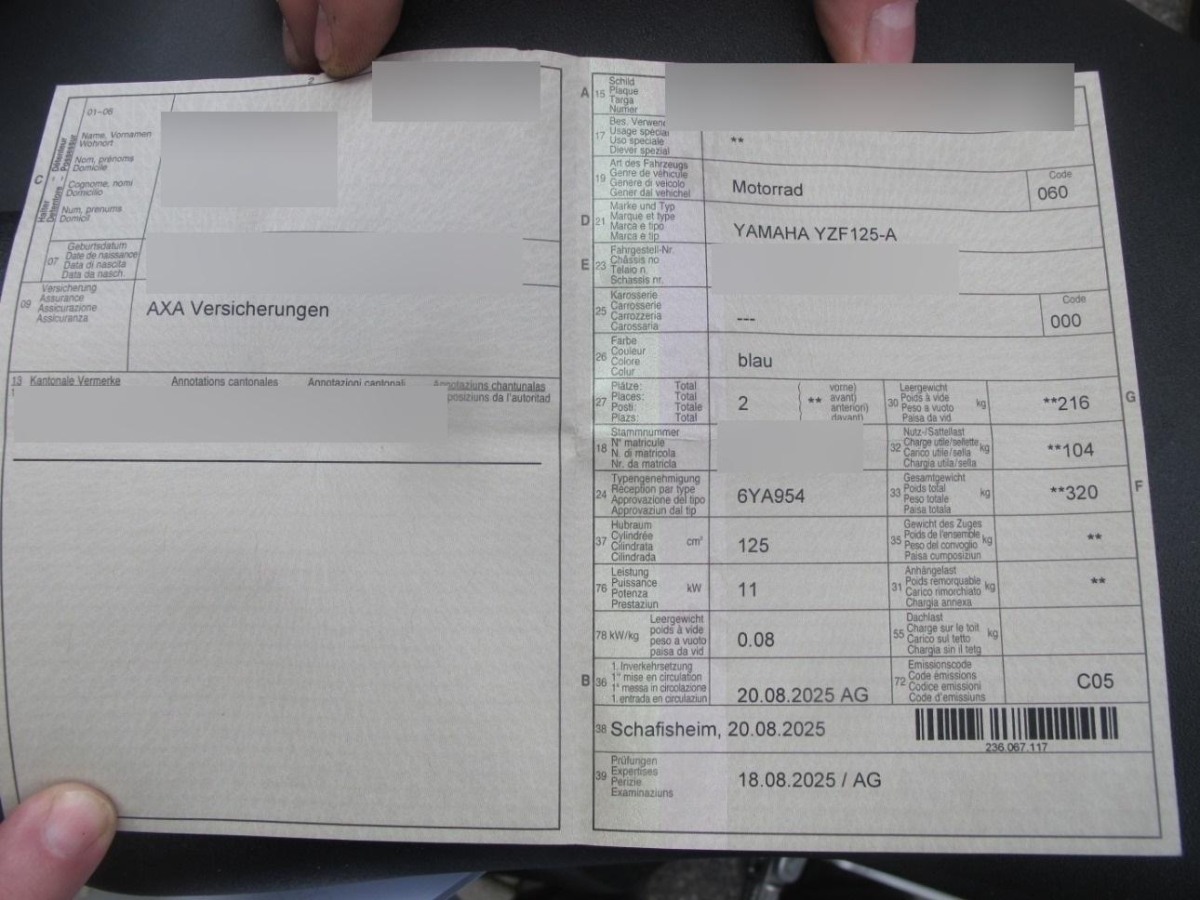 2
C
Halter - Détenteur
Detentore - Possessur
01-06
Name, Vornamen
Wohnort
Nom, prénoms
Domicile
Cognome, nomi
Domicilio
Num, prenums
Domicil
07
Geburtsdatum
Date de naissance
Data di nascita
Data da nasch.
09
Versicherung
Assurance
Assicurazione
Assicuranza
AXA Versicherungen
13 Kantonale Vermerke Annotations cantonales Annotazioni cantonali Annotaziuns chantunalas
posiziuns da l'autoritad
A 15
Schild
Plaque
Targa
Numer
17
Bes. Verwen
Usage spécial
Uso speciale
Diever spezial
**
19
Art des Fahrzeugs
Genre de véhicule
Genere di veicolo
Gener dal vehichel
Motorrad
Code
060
D 21
Marke und Typ
Marque et type
Marca e tipo
Marca e tip
YAMAHA YZF125-A
E 23
Fahrgestell-Nr.
Châssis no
Telaio n.
Schassis nr.
25
Karosserie
Carrosserie
Carrozzeria
Carossaria
---
Code
000
26
Farbe
Couleur
Colore
Colur
blau
27
Plätze: Total
Places: Total
Posti: Totale
Plazs: Total
2
( ** vorne)
avant)
anteriori)
davant)
30
Leergewicht
Poids à vide
Peso a vuoto
Paisa da vid
kg
**216
G
18
Stammnummer
N° matricule
N. di matricola
Nr. da matricla
32
Nutz-/Sattellast
Charge utile/sellette
Carico utile/sella
Chargia utila/sella
kg
**104
24
Typengenehmigung
Réception par type
Approvazione del tipo
Approvaziun dal tip
6YA954
33
Gesamtgewicht
Poids total
Peso totale
Paisa totala
kg
**320
F
37
Hubraum
Cylindrée
Cilindrata
Cilindrada
cm³
125
35
Gewicht des Zuges
Poids de l'ensemble
Peso del convoglio
Paisa cumposiziun
kg
**
76
Leistung
Puissance
Potenza
Prestaziun
kW
11
31
Anhängelast
Poids remorquable
Carico rimorchiato
Chargia annexa
kg
**
78 kW/kg
Leergewicht
poids à vide
peso a vuoto
paisa da vid
0.08
55
Dachlast
Charge sur le toit
Carico sul tetto
Chargia sin il tetg
kg
B 36
1. Inverkehrsetzung
1° mise en circulation
1° messa in circolazione
1. entrada en circulaziun
20.08.2025 AG
72
Emissionscode
Code émissions
Codice emissioni
Code d'emissiuns
C05
38 Schafisheim, 20.08.2025
236.067.117
39
Prüfungen
Expertises
Perizie
Examinaziuns
18.08.2025 / AG